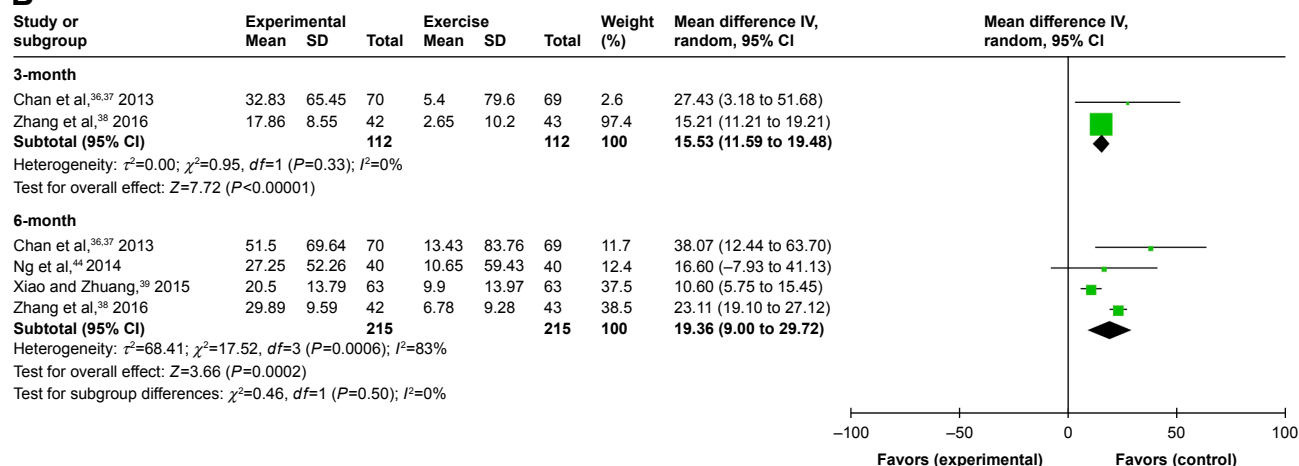 B
Study or Experimental Exercise Weight Mean difference IV, Mean difference IV,
subgroup Mean SD Total Mean SD Total (%) random, 95% CI random, 95% CI
3-month
Chan et al,36,37 2013 32.83 65.45 70 5.4 79.6 69 2.6 27.43 (3.18 to 51.68)
Zhang et al,38 2016 17.86 8.55 42 2.65 10.2 43 97.4 15.21 (11.21 to 19.21)
Subtotal (95% CI) 112 112 100 15.53 (11.59 to 19.48)
Heterogeneity: τ²=0.00; χ²=0.95, df=1 (P=0.33); I²=0%
Test for overall effect: Z=7.72 (P<0.00001)
6-month
Chan et al,36,37 2013 51.5 69.64 70 13.43 83.76 69 11.7 38.07 (12.44 to 63.70)
Ng et al,44 2014 27.25 52.26 40 10.65 59.43 40 12.4 16.60 (–7.93 to 41.13)
Xiao and Zhuang,39 2015 20.5 13.79 63 9.9 13.97 63 37.5 10.60 (5.75 to 15.45)
Zhang et al,38 2016 29.89 9.59 42 6.78 9.28 43 38.5 23.11 (19.10 to 27.12)
Subtotal (95% CI) 215 215 100 19.36 (9.00 to 29.72)
Heterogeneity: τ²=68.41; χ²=17.52, df=3 (P=0.0006); I²=83%
Test for overall effect: Z=3.66 (P=0.0002)
Test for subgroup differences: χ²=0.46, df=1 (P=0.50); I²=0%
–100 –50 0 50 100
Favors (experimental) Favors (control)